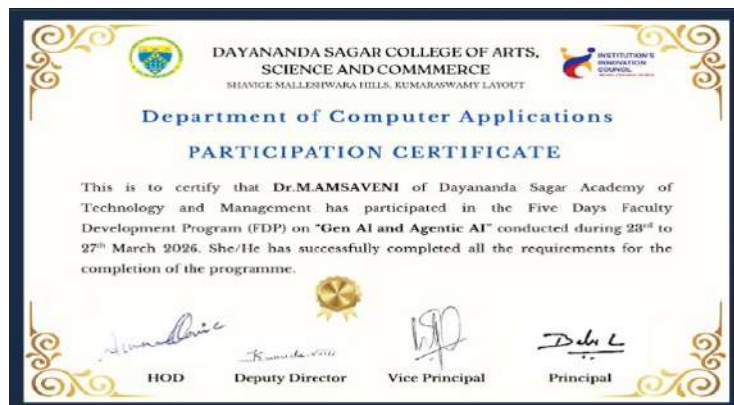 DAYANANDA SAGAR COLLEGE OF ARTS,
SCIENCE AND COMMMERCE
SHAVIGE MALLESHWARA HILLS, KUMARASWAMY LAYOUT
INSTITUTION'S
INNOVATION
COUNCIL
Department of Computer Applications
PARTICIPATION CERTIFICATE
This is to certify that Dr.M.AMSAVENI of Dayananda Sagar Academy of
Technology and Management has participated in the Five Days Faculty
Development Program (FDP) on "Gen AI and Agentic AI" conducted during 23rd to
27th March 2026. She/He has successfully completed all the requirements for the
completion of the programme.
HOD Deputy Director Vice Principal Principal